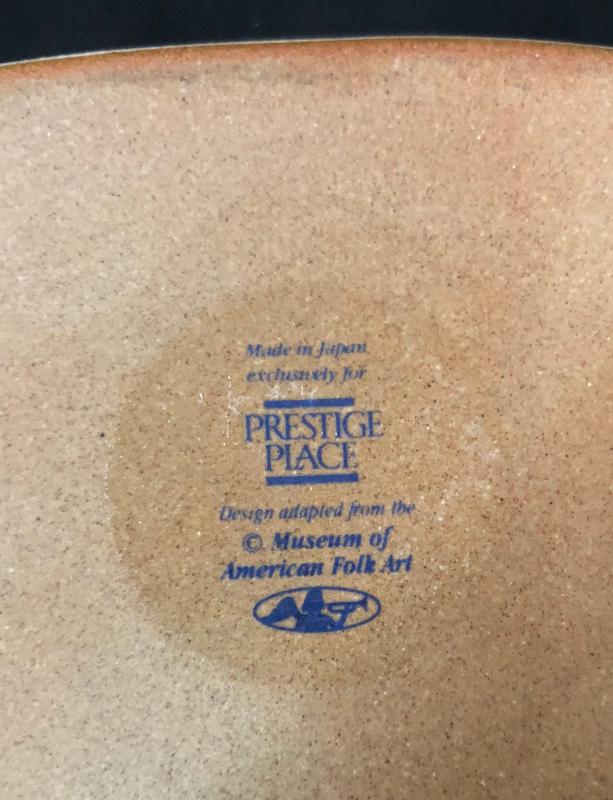 Made in Japan
exclusively for
PRESTIGE
PLACE
Design adapted from the
© Museum of
American Folk Art